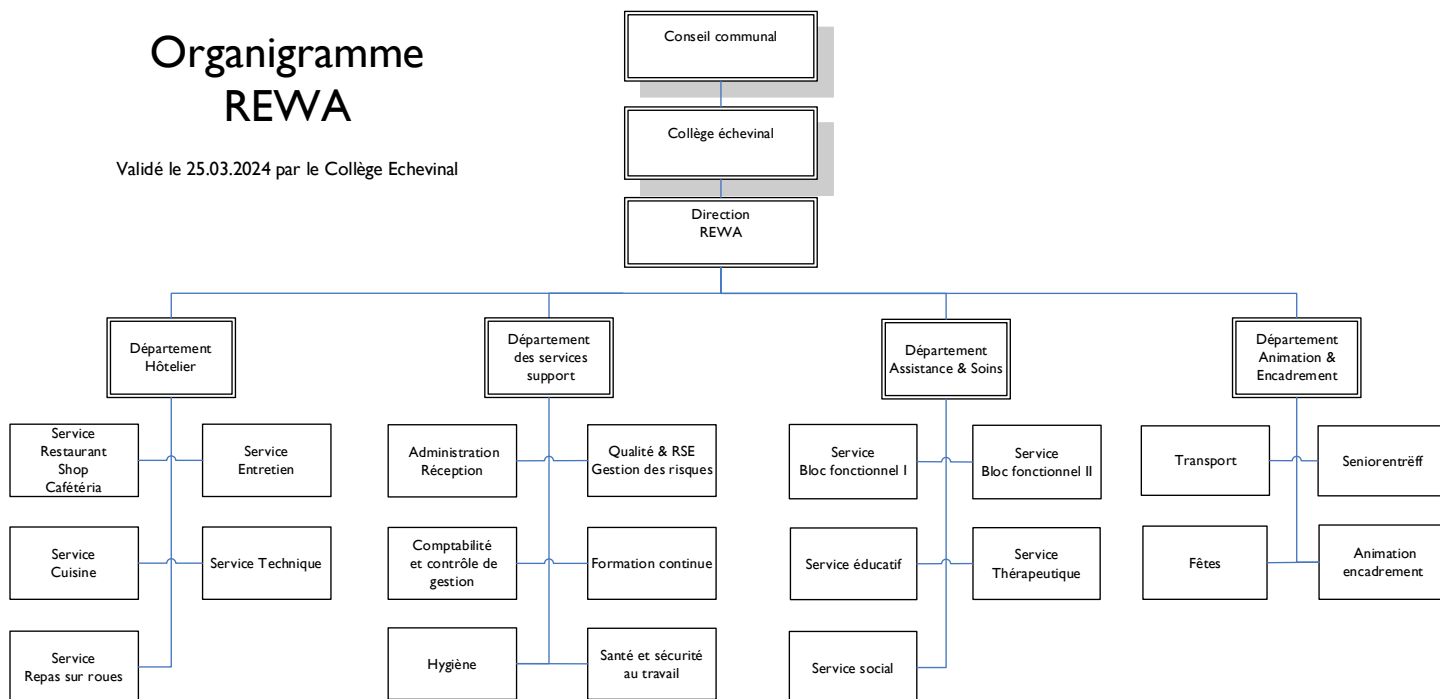 Organigramme
REWA
Validé le 25.03.2024 par le Collège Echevinal
Conseil communal
Collège échevinal
Direction
REWA
Département
Hôtelier
Département
des services
support
Département
Assistance & Soins
Département
Animation &
Encadrement
Service
Restaurant
Shop
Cafétéria
Service
Entretien
Administration
Réception
Qualité & RSE
Gestion des risques
Service
Bloc fonctionnel I
Service
Bloc fonctionnel II
Transport
Seniorentrëff
Service
Cuisine
Service Technique
Comptabilité
et contrôle de
gestion
Formation continue
Service éducatif
Service
Thérapeutique
Fêtes
Animation
encadrement
Service
Repas sur roues
Hygiène
Santé et sécurité
au travail
Service social